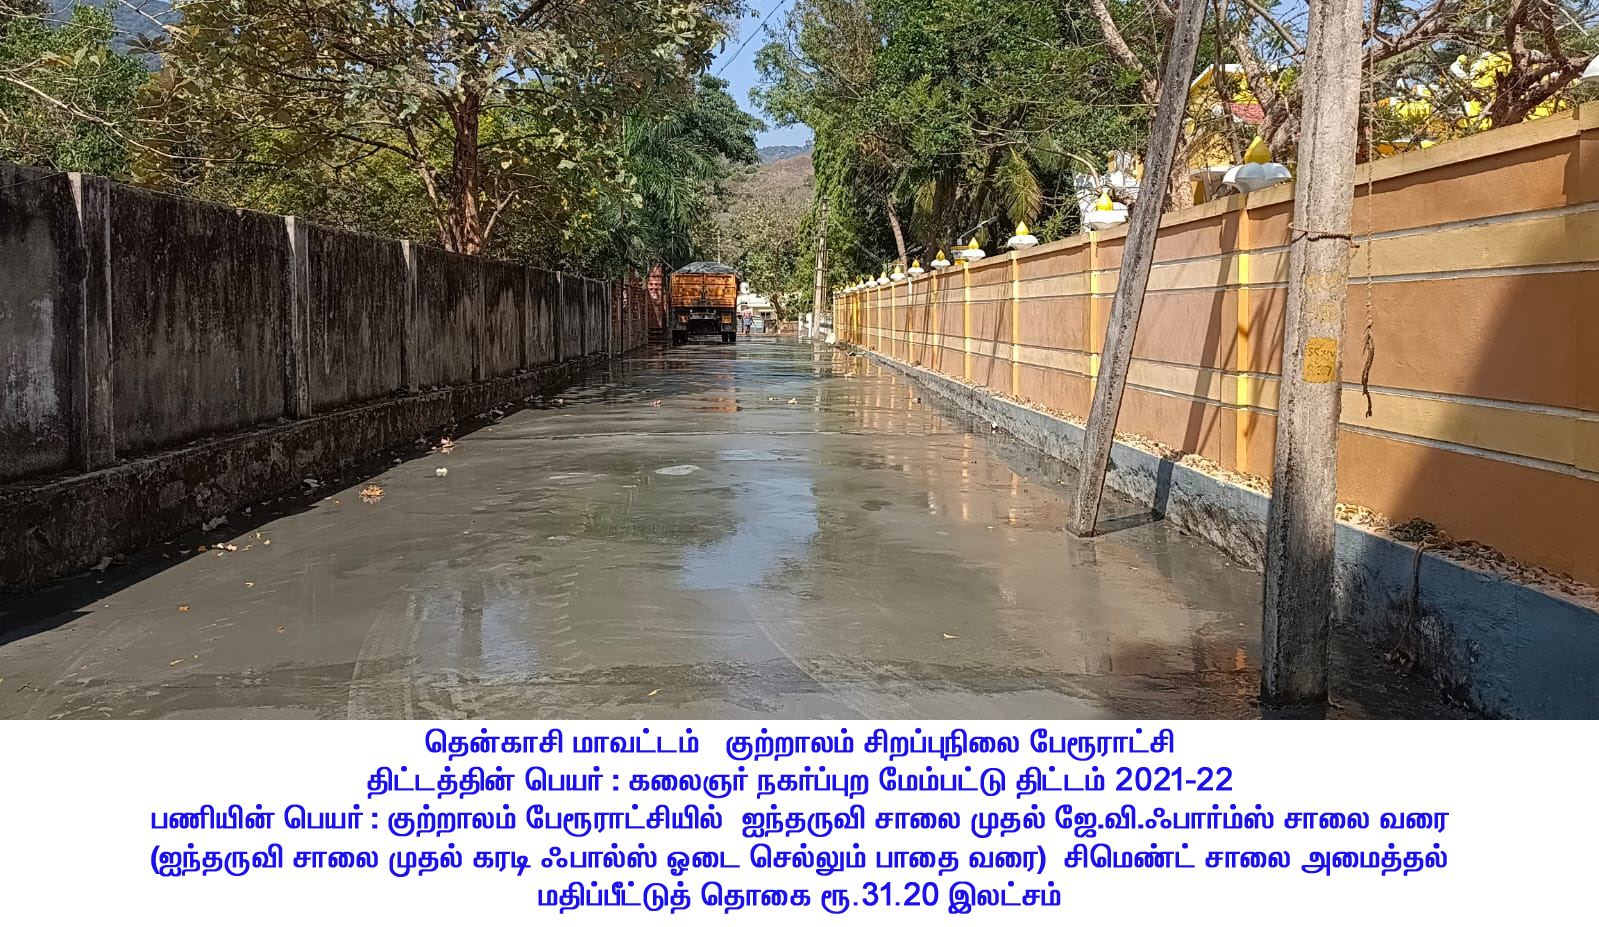 தென்காசி மாவட்டம் குற்றாலம் சிறப்புநிலை பேரூராட்சி
திட்டத்தின் பெயர் : கலைஞர் நகர்ப்புற மேம்பட்டு திட்டம் 2021-22
பணியின் பெயர் : குற்றாலம் பேரூராட்சியில் ஐந்தருவி சாலை முதல் ஜே.வி.ஃபார்ம்ஸ் சாலை வரை
(ஐந்தருவி சாலை முதல் கரடி ஃபால்ஸ் ஓடை செல்லும் பாதை வரை) சிமெண்ட் சாலை அமைத்தல்
மதிப்பீட்டுத் தொகை ரூ.31.20 இலட்சம்